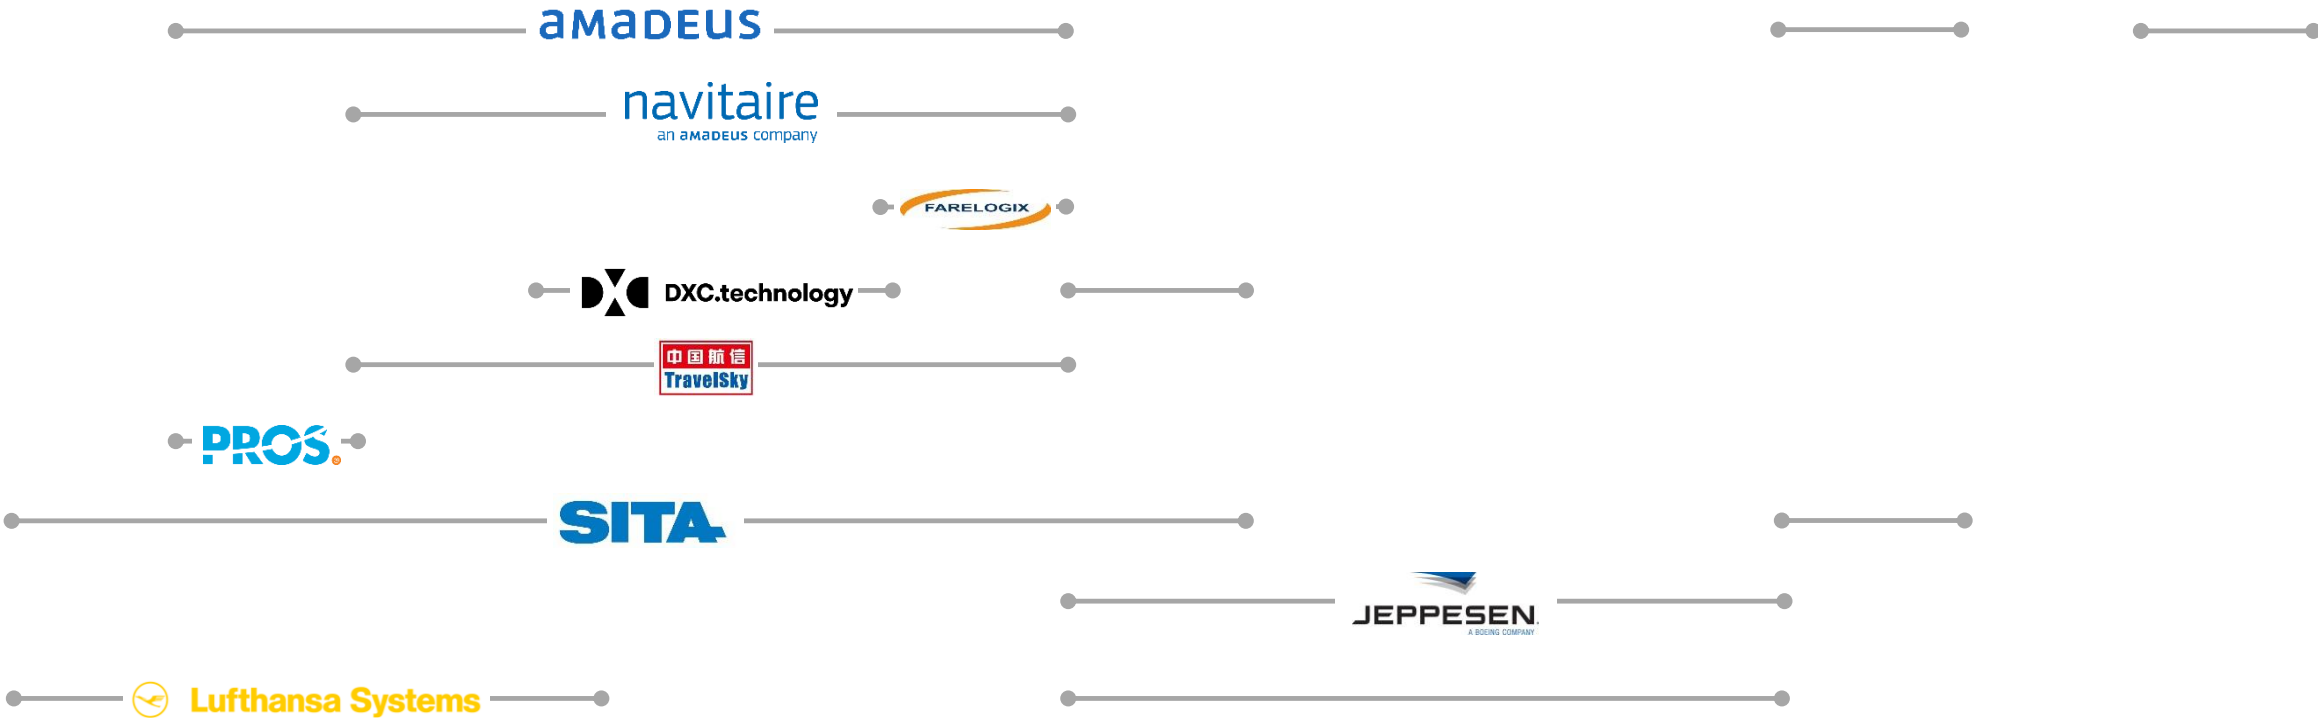 aMaDEUS
navitaire
an aMaDEUS company
FARELOGIX
DXC.technology
中国航信
TravelSky
PROS.
SITA
JEPPESEN.
A BOEING COMPANY
Lufthansa Systems